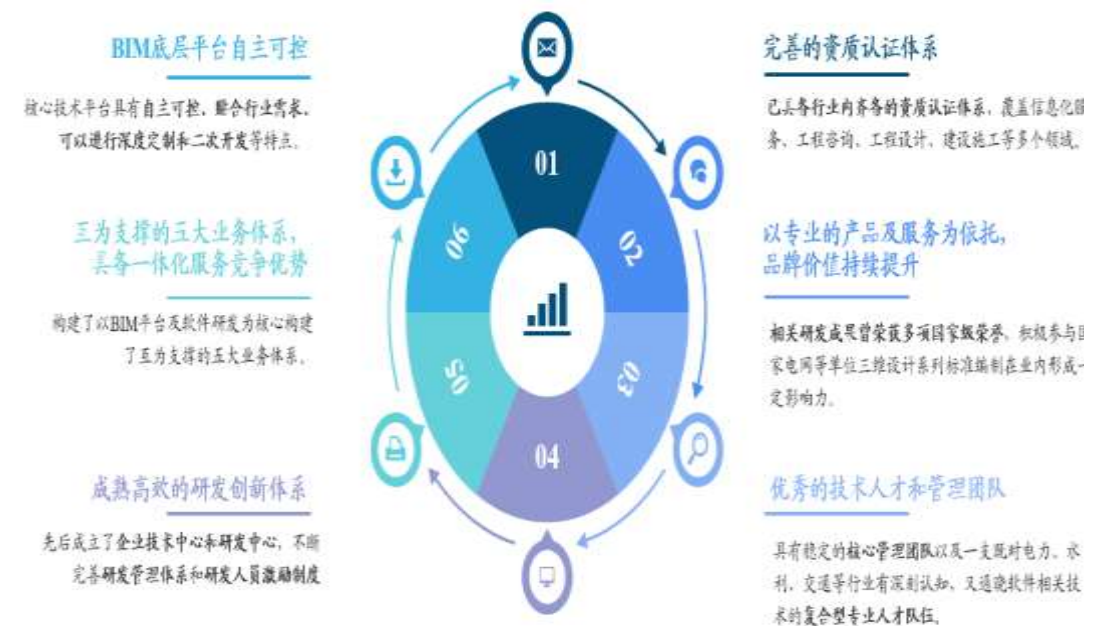 BIM底层平台自主可控
核心技术平台具有自主可控、贴合行业需求、
可以进行深度定制和二次开发等特点。
互为支撑的五大业务体系,
具备一体化服务竞争优势
构建了以BIM平台及软件研发为核心构建
了互为支撑的五大业务体系。
成熟高效的研发创新体系
先后成立了企业技术中心和研发中心,不断
完善研发管理体系和研发人员激励制度
01
02
03
04
05
06
完善的资质认证体系
已具备行业内齐备的资质认证体系,覆盖信息化服
务、工程咨询、工程设计、建设施工等多个领域。
以专业的产品及服务为依托,
品牌价值持续提升
相关研发成果曾荣获多项国家级荣誉。积极参与国
家电网等单位三维设计系列标准编制在业内形成一
定影响力。
优秀的技术人才和管理团队
具有稳定的核心管理团队以及一支既对电力、水
利、交通等行业有深刻认知、又通晓软件相关技
术的复合型专业人才队伍。